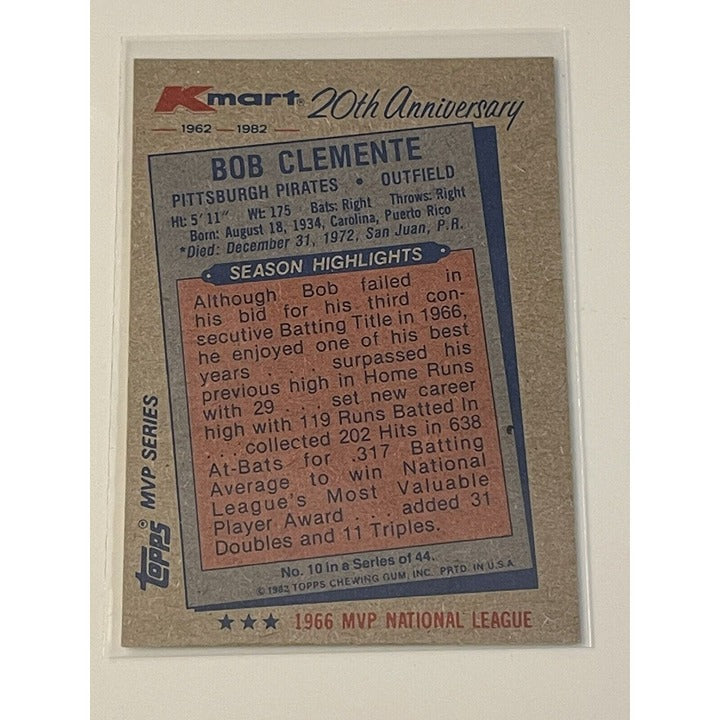 Kmart® 20th Anniversary
1962 — 1982
BOB CLEMENTE
PITTSBURGH PIRATES • OUTFIELD
Ht: 5' 11" Wt: 175 Bats: Right Throws: Right
Born: August 18, 1934, Carolina, Puerto Rico
*Died: December 31, 1972, San Juan, P.R.
SEASON HIGHLIGHTS
Although Bob failed in
his bid for his third con-
secutive Batting Title in 1966,
he enjoyed one of his best
years . . . surpassed his
previous high in Home Runs
with 29 . . . set new career
high with 119 Runs Batted In
. . . collected 202 Hits in 638
At-Bats for .317 Batting
Average to win National
League's Most Valuable
Player Award . . . added 31
Doubles and 11 Triples.
No. 10 in a Series of 44.
© 1982 TOPPS CHEWING GUM, INC. PRTD. IN U.S.A.
topps® MVP SERIES
★★★ 1966 MVP NATIONAL LEAGUE